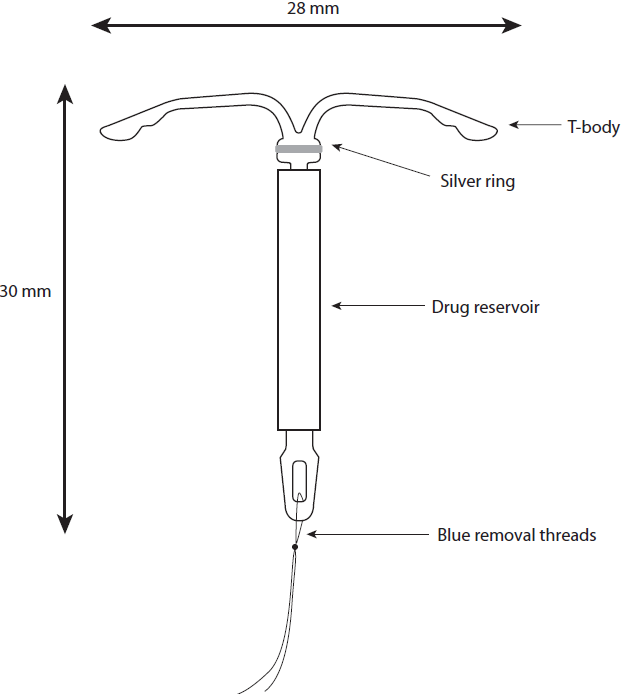 28 mm
T-body
Silver ring
30 mm
Drug reservoir
Blue removal threads